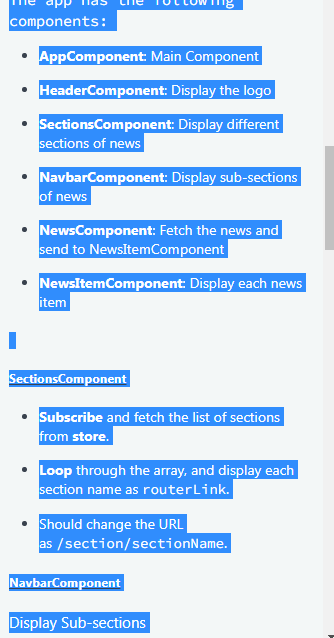 The app has the following
components:
AppComponent: Main Component
HeaderComponent: Display the logo
SectionsComponent: Display different
sections of news
NavbarComponent: Display sub-sections
of news
NewsComponent: Fetch the news and
send to NewsItemComponent
NewsItemComponent: Display each news
item
SectionsComponent
Subscribe and fetch the list of sections
from store.
Loop through the array, and display each
section name as routerLink.
Should change the URL
as /section/sectionName.
NavbarComponent
Display Sub-sections